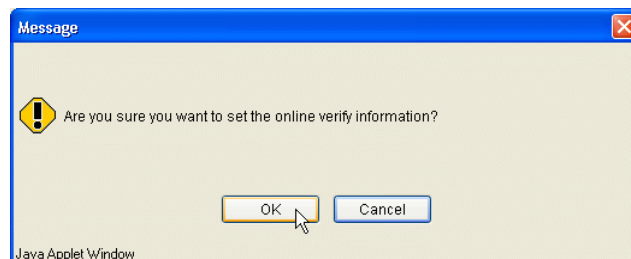 Message
Are you sure you want to set the online verify information?
OK Cancel
Java Applet Window